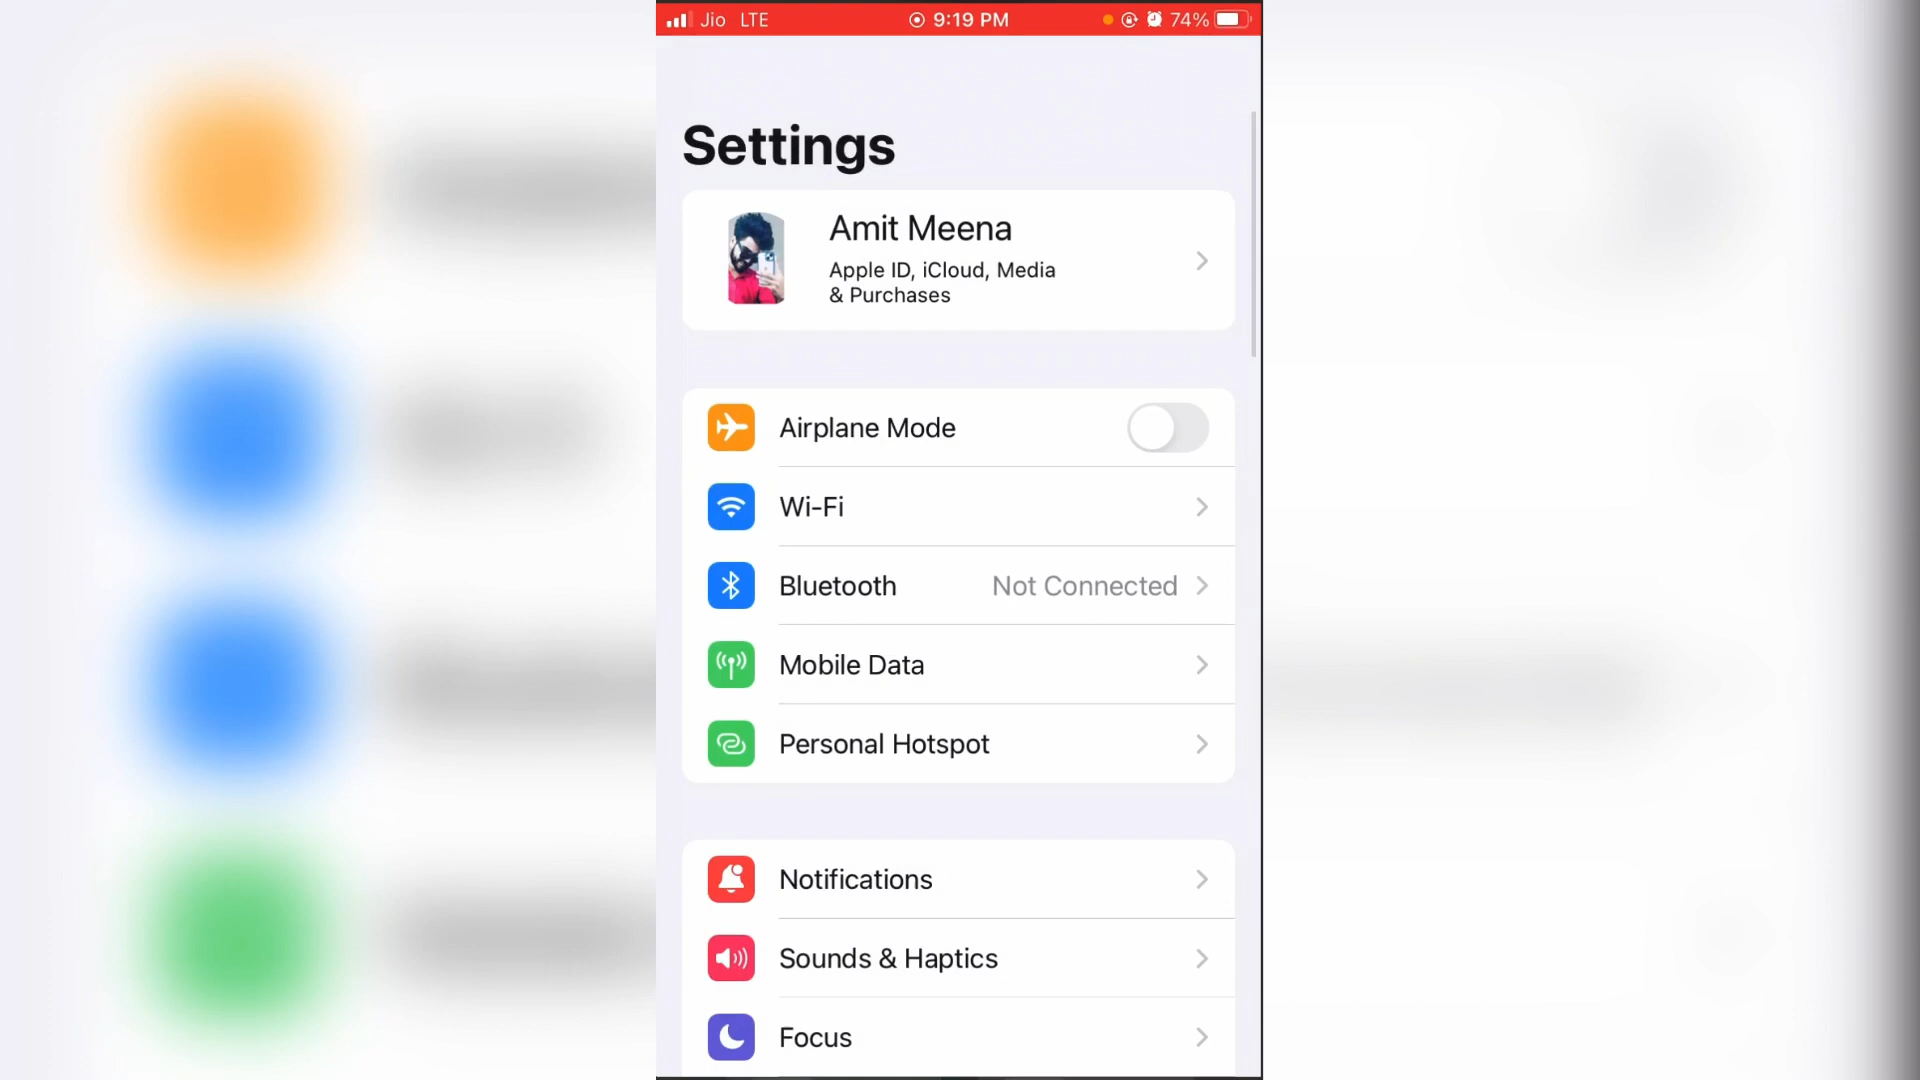 Jio LTE 9:19 PM 74%
Settings
Amit Meena
Apple ID, iCloud, Media
& Purchases
Airplane Mode
Wi-Fi
Bluetooth Not Connected
Mobile Data
Personal Hotspot
Notifications
Sounds & Haptics
Focus